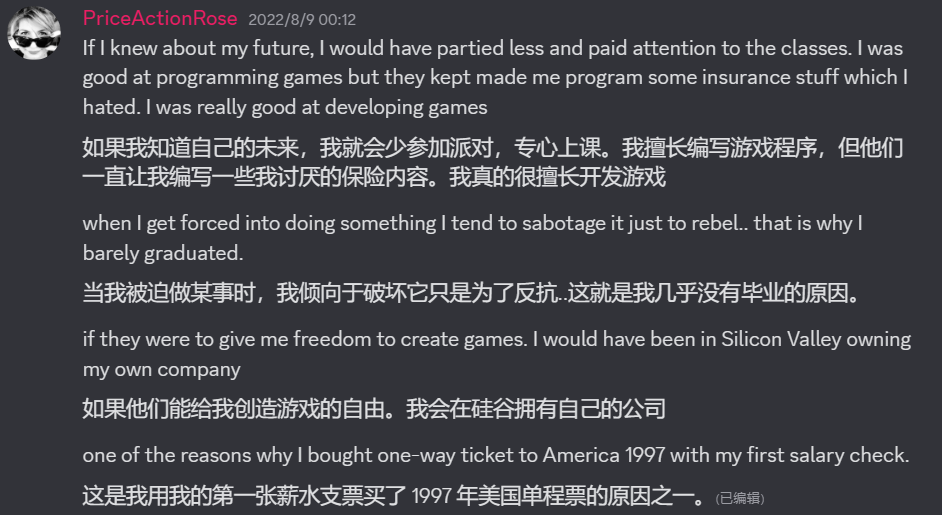 PriceActionRose 2022/8/9 00:12
If I knew about my future, I would have partied less and paid attention to the classes. I was
good at programming games but they kept made me program some insurance stuff which I
hated. I was really good at developing games
如果我知道自己的未来，我就会少参加派对，专心上课。我擅长编写游戏程序，但他们
一直让我编写一些我讨厌的保险内容。我真的很擅长开发游戏
when I get forced into doing something I tend to sabotage it just to rebel.. that is why I
barely graduated.
当我被迫做某事时，我倾向于破坏它只是为了反抗..这就是我几乎没有毕业的原因。
if they were to give me freedom to create games. I would have been in Silicon Valley owning
my own company
如果他们能给我创造游戏的自由。我会在硅谷拥有自己的公司
one of the reasons why I bought one-way ticket to America 1997 with my first salary check.
这是我用我的第一张薪水支票买了 1997 年美国单程票的原因之一。 (已编辑)